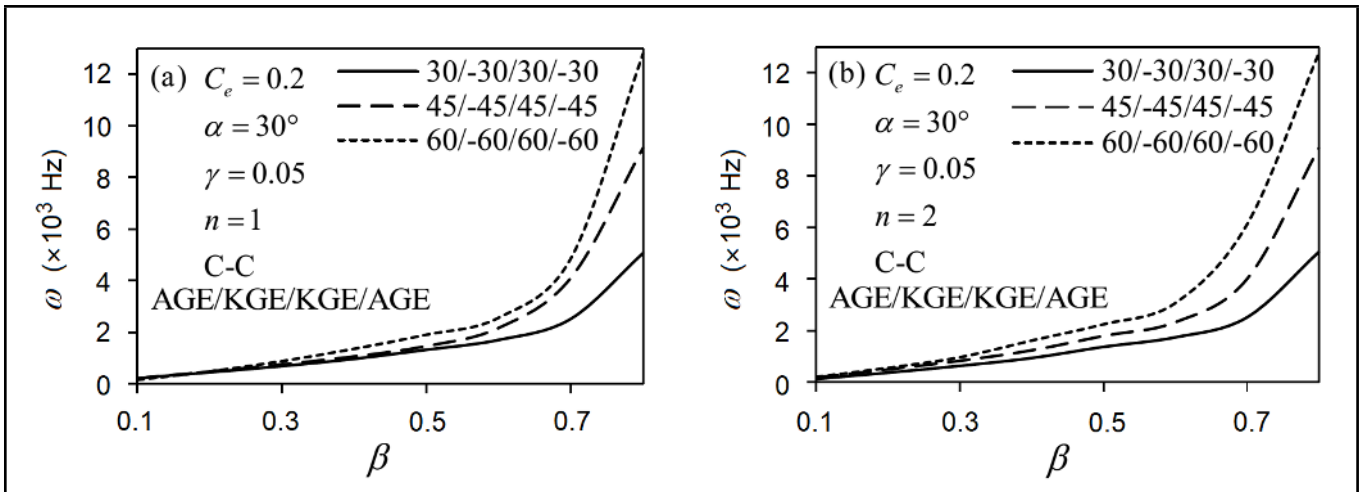 (a) C_e = 0.2
α = 30°
γ = 0.05
n = 1
C-C
AGE/KGE/KGE/AGE
30/-30/30/-30
45/-45/45/-45
60/-60/60/-60
12
10
8
6
4
2
0
ω (×10³ Hz)
0.1 0.3 0.5 0.7
β
(b) C_e = 0.2
α = 30°
γ = 0.05
n = 2
C-C
AGE/KGE/KGE/AGE
30/-30/30/-30
45/-45/45/-45
60/-60/60/-60
12
10
8
6
4
2
0
ω (×10³ Hz)
0.1 0.3 0.5 0.7
β